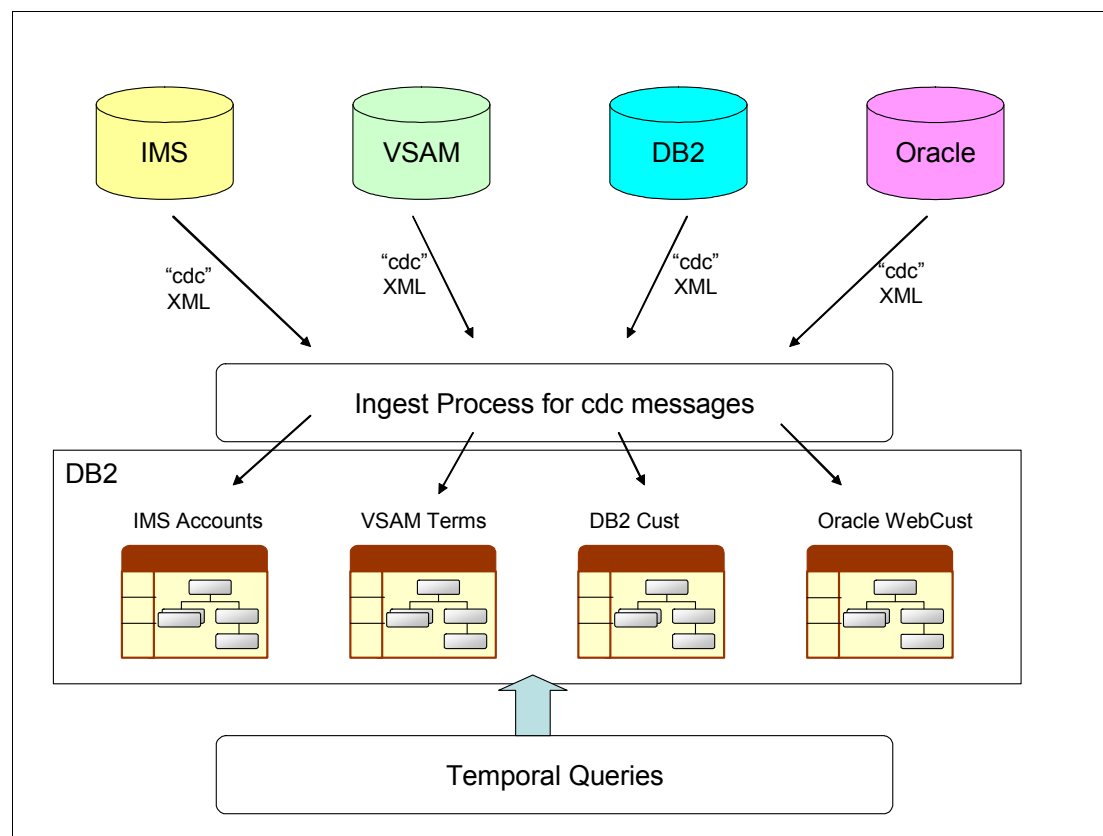 IMS
VSAM
DB2
Oracle
“cdc”
XML
“cdc”
XML
“cdc”
XML
“cdc”
XML
Ingest Process for cdc messages
DB2
IMS Accounts
VSAM Terms
DB2 Cust
Oracle WebCust
Temporal Queries